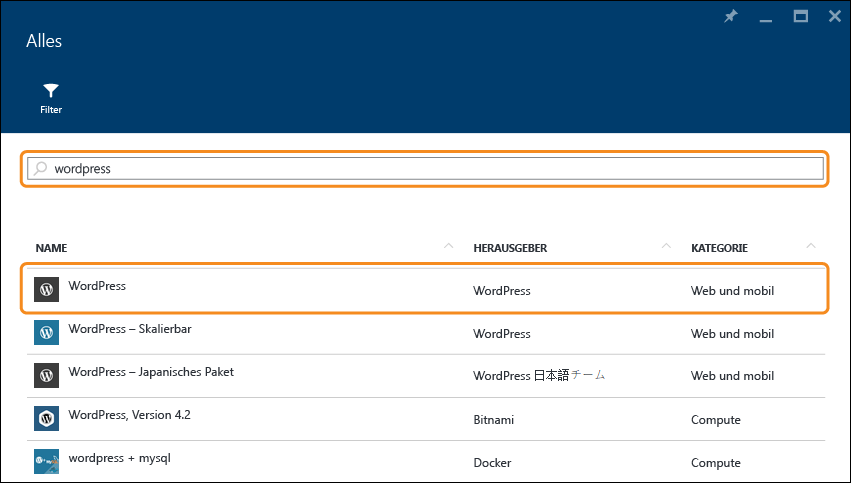 Alles
Filter
wordpress
NAME HERAUSGEBER KATEGORIE
WordPress WordPress Web und mobil
WordPress – Skalierbar WordPress Web und mobil
WordPress – Japanisches Paket WordPress 日本語チーム Web und mobil
WordPress, Version 4.2 Bitnami Compute
wordpress + mysql Docker Compute